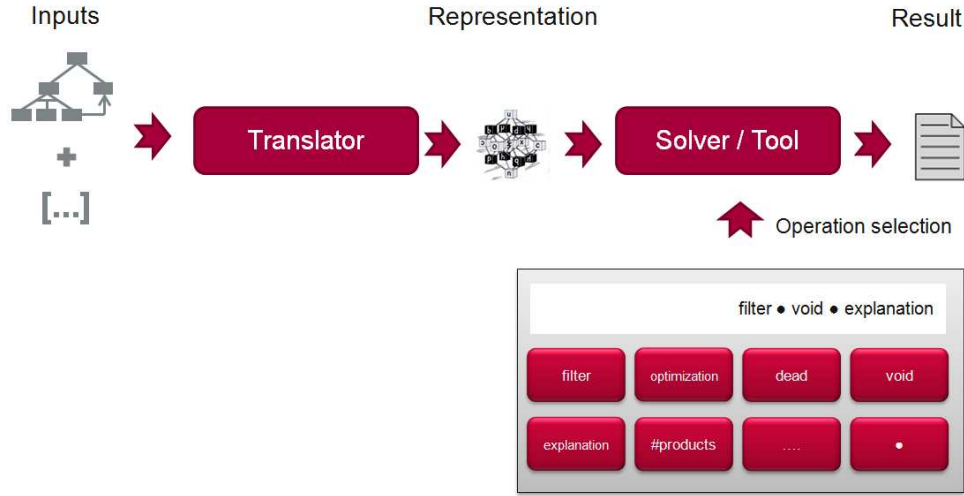 Inputs
Representation
Result
Translator
Solver / Tool
+
[...]
Operation selection
filter ● void ● explanation
filter
optimization
dead
void
explanation
#products
....
●